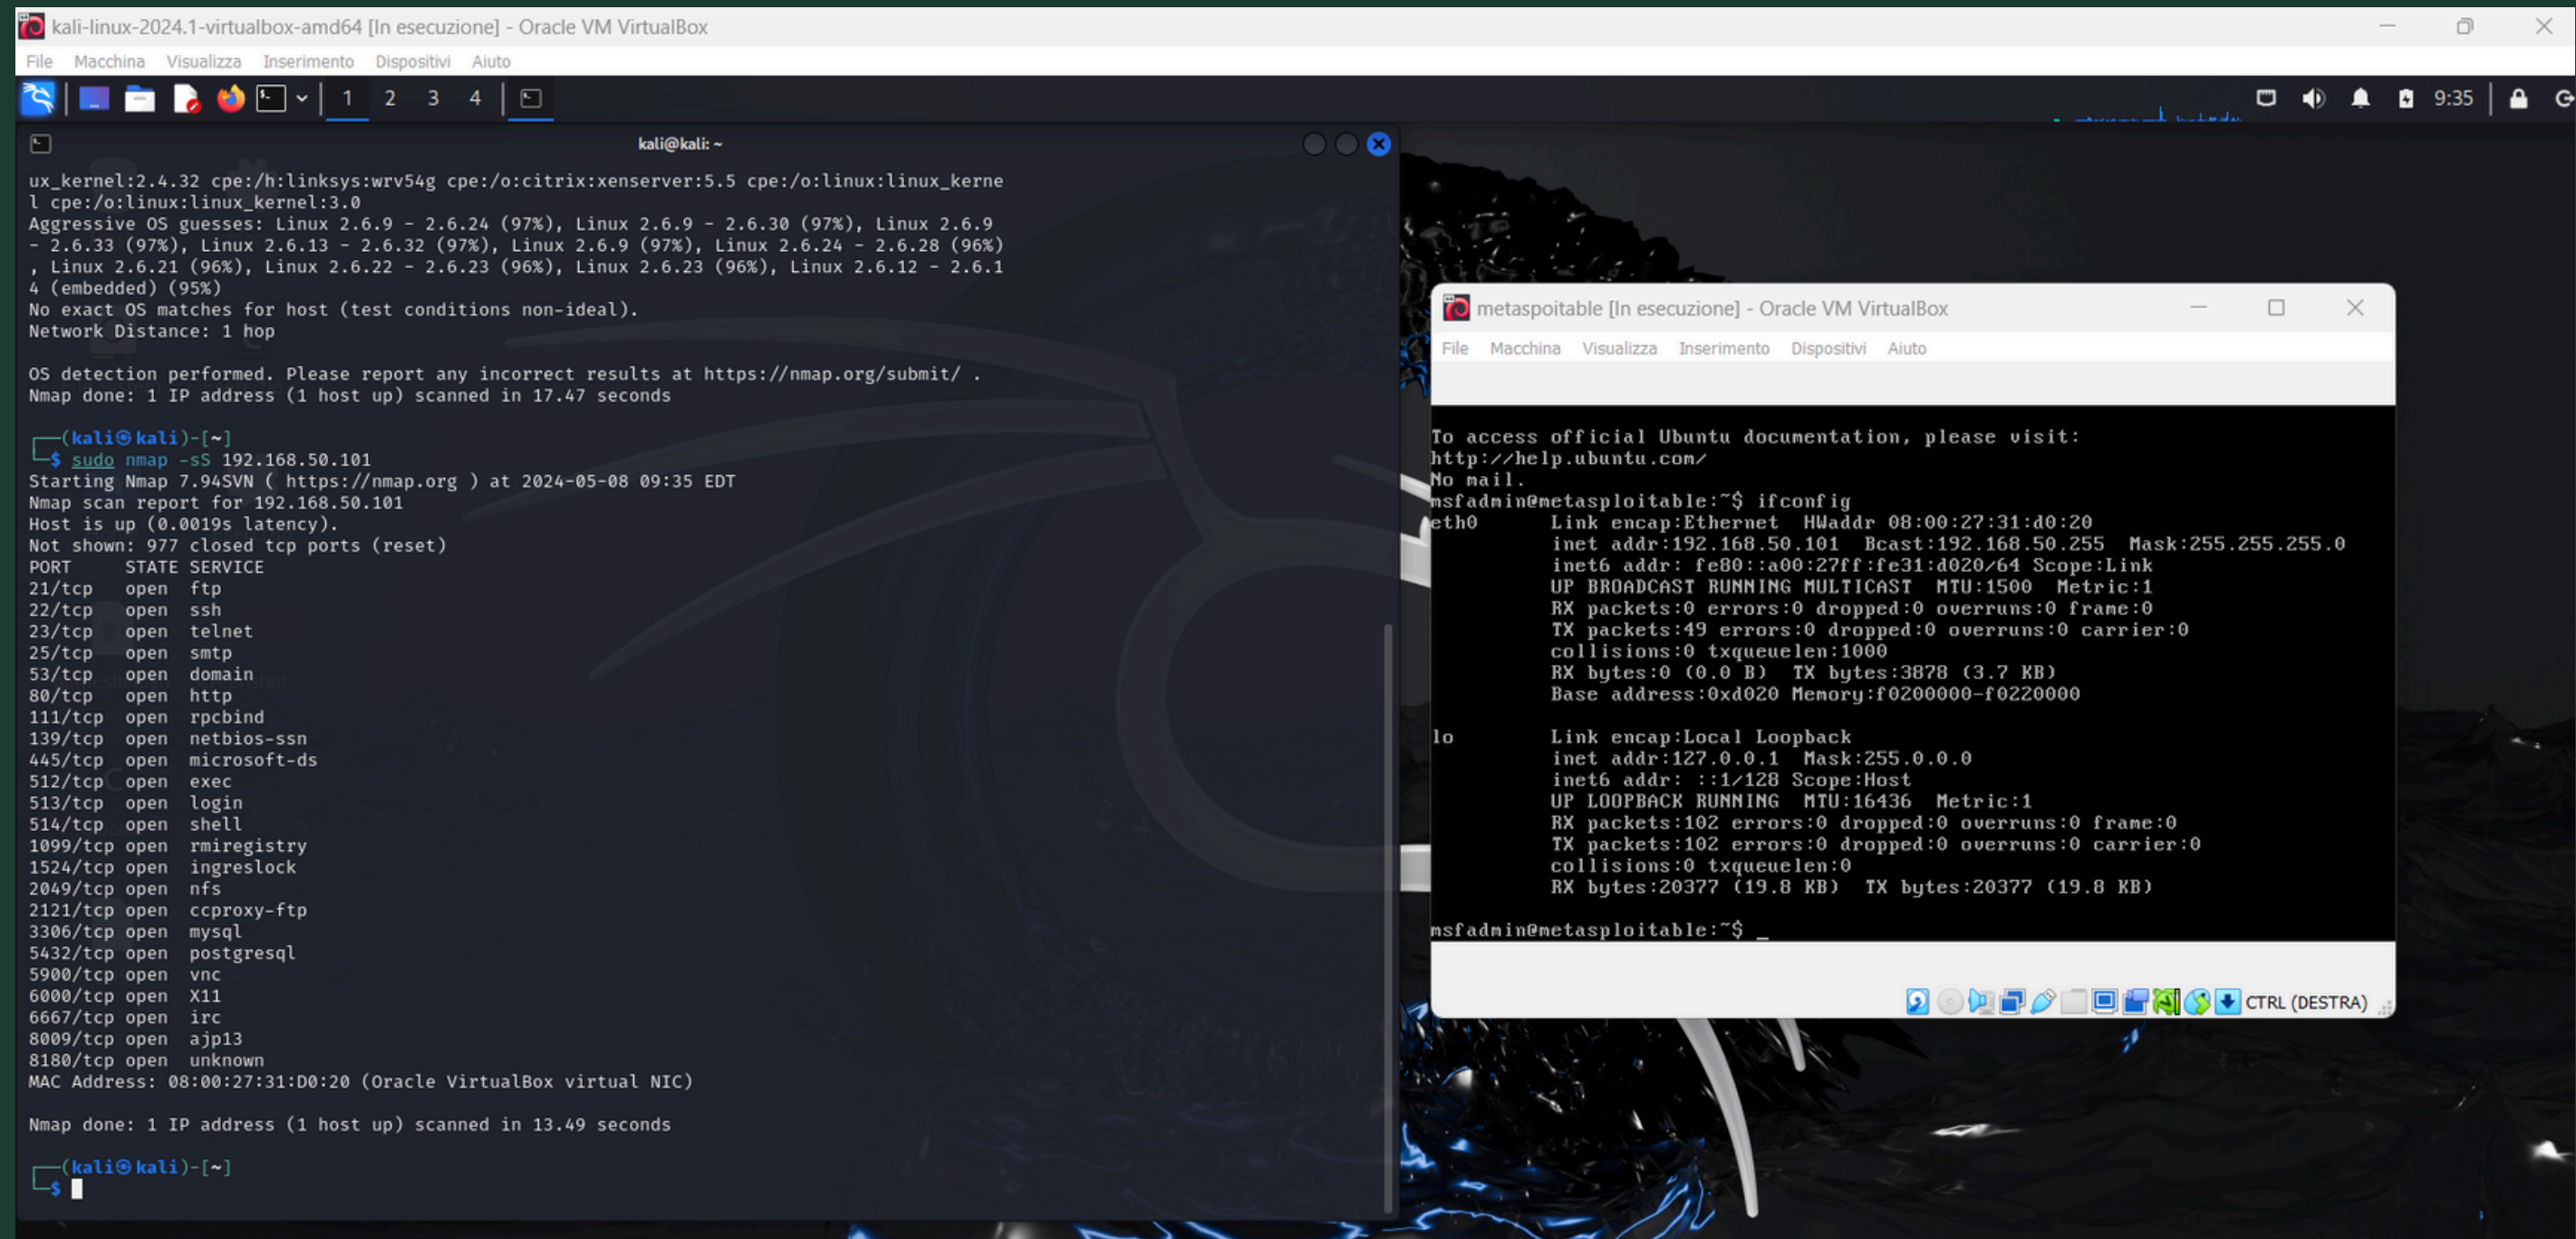 kali-linux-2024.1-virtualbox-amd64 [In esecuzione] - Oracle VM VirtualBox
File Macchina Visualizza Inserimento Dispositivi Aiuto
1 2 3 4 9:35
kali@kali: ~
ux_kernel:2.4.32 cpe:/h:linksys:wrv54g cpe:/o:citrix:xenserver:5.5 cpe:/o:linux:linux_kerne
l cpe:/o:linux:linux_kernel:3.0
Aggressive OS guesses: Linux 2.6.9 - 2.6.24 (97%), Linux 2.6.9 - 2.6.30 (97%), Linux 2.6.9
- 2.6.33 (97%), Linux 2.6.13 - 2.6.32 (97%), Linux 2.6.9 (97%), Linux 2.6.24 - 2.6.28 (96%)
, Linux 2.6.21 (96%), Linux 2.6.22 - 2.6.23 (96%), Linux 2.6.23 (96%), Linux 2.6.12 - 2.6.1
4 (embedded) (95%)
No exact OS matches for host (test conditions non-ideal).
Network Distance: 1 hop
OS detection performed. Please report any incorrect results at https://nmap.org/submit/ .
Nmap done: 1 IP address (1 host up) scanned in 17.47 seconds
┌──(kali㉿kali)-[~]
└─$ sudo nmap -sS 192.168.50.101
Starting Nmap 7.94SVN ( https://nmap.org ) at 2024-05-08 09:35 EDT
Nmap scan report for 192.168.50.101
Host is up (0.0019s latency).
Not shown: 977 closed tcp ports (reset)
PORT STATE SERVICE
21/tcp open ftp
22/tcp open ssh
23/tcp open telnet
25/tcp open smtp
53/tcp open domain
80/tcp open http
111/tcp open rpcbind
139/tcp open netbios-ssn
445/tcp open microsoft-ds
512/tcp open exec
513/tcp open login
514/tcp open shell
1099/tcp open rmiregistry
1524/tcp open ingreslock
2049/tcp open nfs
2121/tcp open ccproxy-ftp
3306/tcp open mysql
5432/tcp open postgresql
5900/tcp open vnc
6000/tcp open X11
6667/tcp open irc
8009/tcp open ajp13
8180/tcp open unknown
MAC Address: 08:00:27:31:D0:20 (Oracle VirtualBox virtual NIC)
Nmap done: 1 IP address (1 host up) scanned in 13.49 seconds
┌──(kali㉿kali)-[~]
└─$
metaspoitable [In esecuzione] - Oracle VM VirtualBox
File Macchina Visualizza Inserimento Dispositivi Aiuto
To access official Ubuntu documentation, please visit:
http://help.ubuntu.com/
No mail.
msfadmin@metasploitable:~$ ifconfig
eth0 Link encap:Ethernet HWaddr 08:00:27:31:d0:20
inet addr:192.168.50.101 Bcast:192.168.50.255 Mask:255.255.255.0
inet6 addr: fe80::a00:27ff:fe31:d020/64 Scope:Link
UP BROADCAST RUNNING MULTICAST MTU:1500 Metric:1
RX packets:0 errors:0 dropped:0 overruns:0 frame:0
TX packets:49 errors:0 dropped:0 overruns:0 carrier:0
collisions:0 txqueuelen:1000
RX bytes:0 (0.0 B) TX bytes:3878 (3.7 KB)
Base address:0xd020 Memory:f0200000-f0220000
lo Link encap:Local Loopback
inet addr:127.0.0.1 Mask:255.0.0.0
inet6 addr: ::1/128 Scope:Host
UP LOOPBACK RUNNING MTU:16436 Metric:1
RX packets:102 errors:0 dropped:0 overruns:0 frame:0
TX packets:102 errors:0 dropped:0 overruns:0 carrier:0
collisions:0 txqueuelen:0
RX bytes:20377 (19.8 KB) TX bytes:20377 (19.8 KB)
msfadmin@metasploitable:~$ _
CTRL (DESTRA)